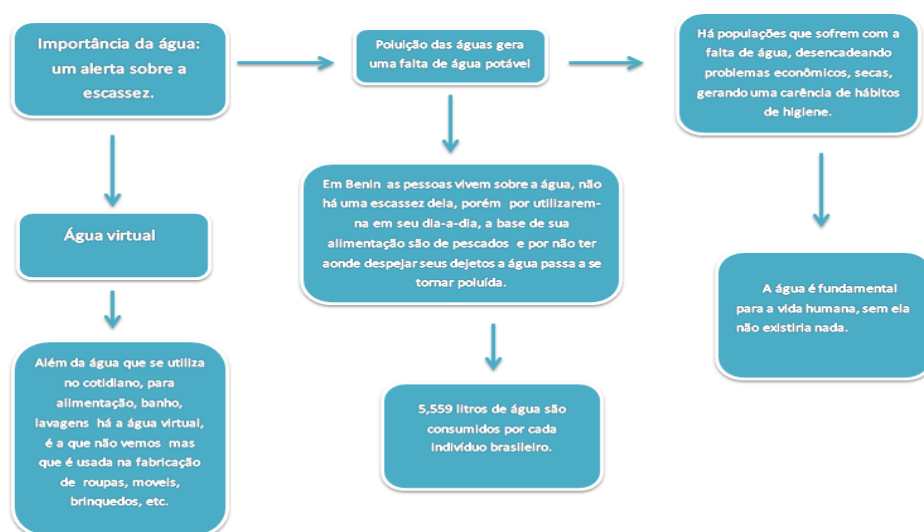 Importância da água:
um alerta sobre a
escassez.
Poluição das águas gera
uma falta de água potável
Há populações que sofrem com a
falta de água, desencadeando
problemas econômicos, secas,
gerando uma carência de hábitos
de higiene.
Água virtual
Em Benin as pessoas vivem sobre a água, não
há uma escassez dela, porém por utilizarem-
na em seu dia-a-dia, a base de sua
alimentação são de pescados e por não ter
aonde despejar seus dejetos a água passa a se
tornar poluída.
A água é fundamental
para a vida humana, sem ela
não existiria nada.
Além da água que se utiliza
no cotidiano, para
alimentação, banho,
lavagens há a água virtual,
é a que não vemos mas
que é usada na fabricação
de roupas, moveis,
brinquedos, etc.
5,559 litros de água são
consumidos por cada
indivíduo brasileiro.